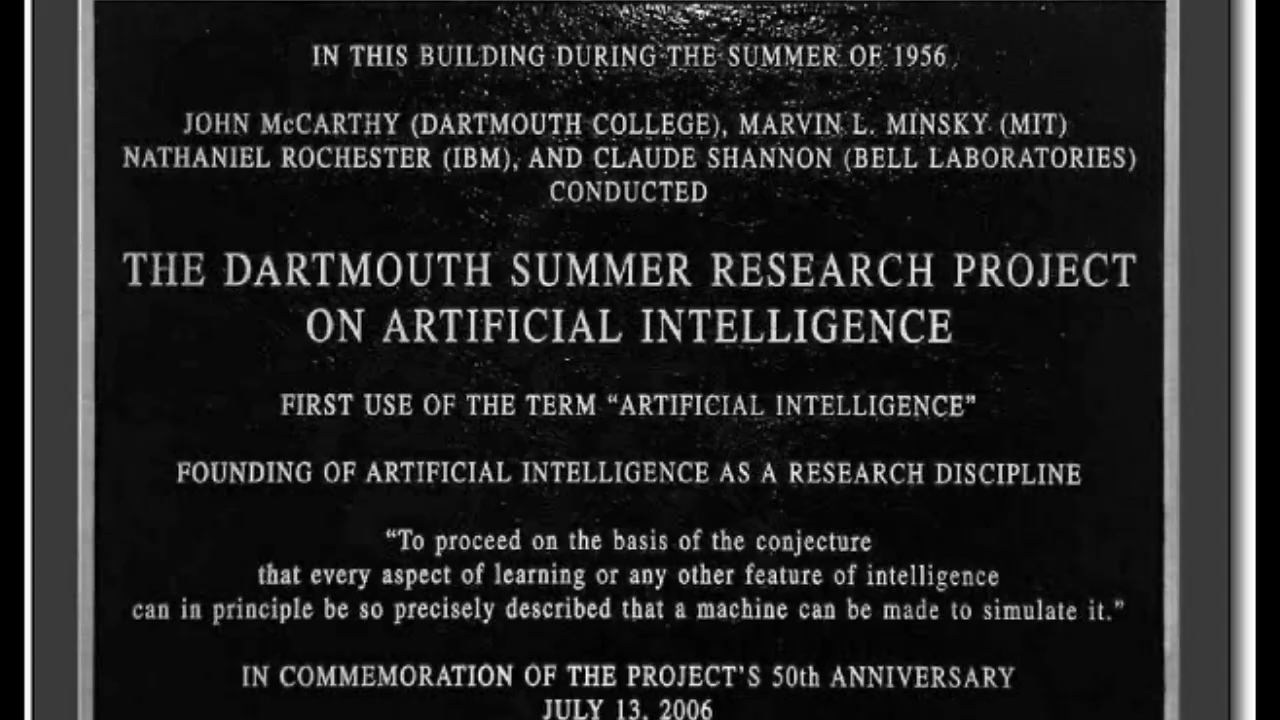 IN THIS BUILDING DURING THE SUMMER OF 1956
JOHN McCARTHY (DARTMOUTH COLLEGE), MARVIN L. MINSKY (MIT)
NATHANIEL ROCHESTER (IBM), AND CLAUDE SHANNON (BELL LABORATORIES)
CONDUCTED
THE DARTMOUTH SUMMER RESEARCH PROJECT
ON ARTIFICIAL INTELLIGENCE
FIRST USE OF THE TERM “ARTIFICIAL INTELLIGENCE”
FOUNDING OF ARTIFICIAL INTELLIGENCE AS A RESEARCH DISCIPLINE
“To proceed on the basis of the conjecture
that every aspect of learning or any other feature of intelligence
can in principle be so precisely described that a machine can be made to simulate it.”
IN COMMEMORATION OF THE PROJECT’S 50th ANNIVERSARY
JULY 13, 2006